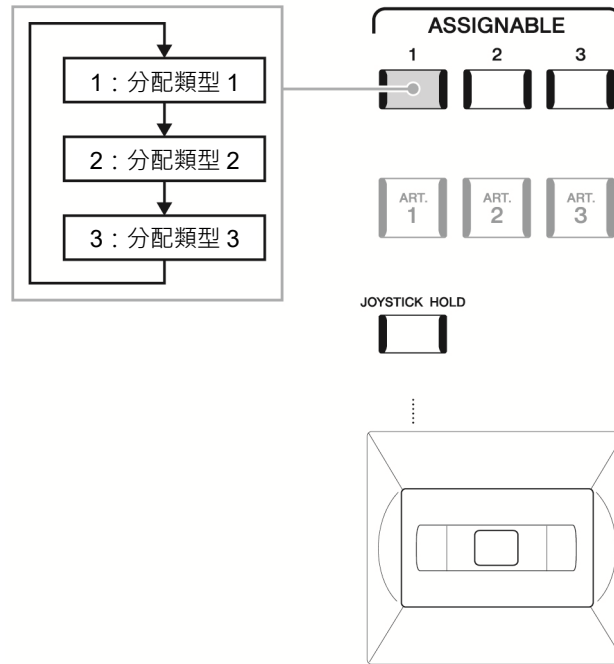 1：分配類型 1
2：分配類型 2
3：分配類型 3
ASSIGNABLE
1 2 3
ART. 1 ART. 2 ART. 3
JOYSTICK HOLD